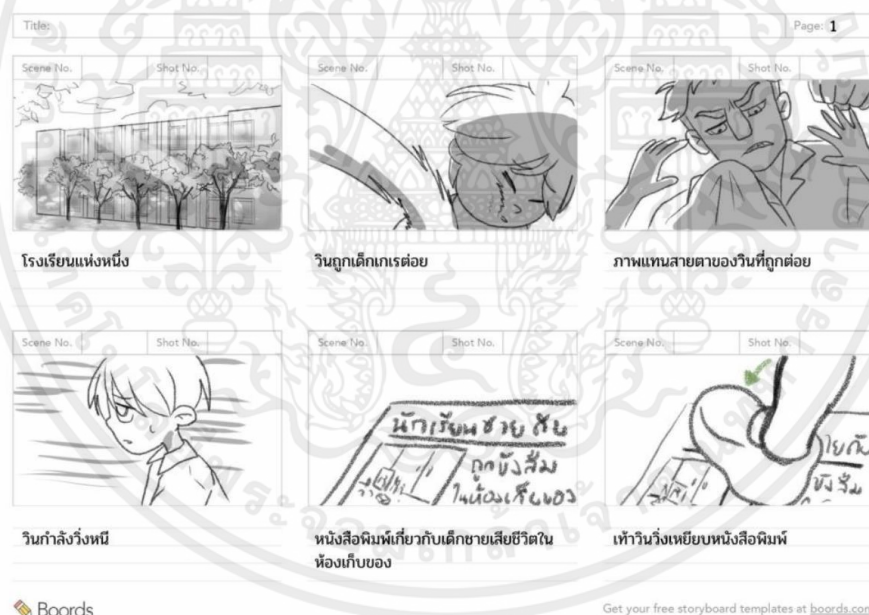 Title:
Page: 1
Scene No. Shot No.
Scene No. Shot No.
Scene No. Shot No.
โรงเรียนแห่งหนึ่ง
วินถูกเด็กเกเรต่อย
ภาพแทนสายตาของวินที่ถูกต่อย
Scene No. Shot No.
Scene No. Shot No.
Scene No. Shot No.
นักเรียนชาย
ถูกขังลืม
ในห้องเก็บของ
วินกำลังวิ่งหนี
หนังสือพิมพ์เกี่ยวกับเด็กชายเสียชีวิตใน
ห้องเก็บของ
เท้าวินวิ่งเหยียบหนังสือพิมพ์
Boords
Get your free storyboard templates at boords.com